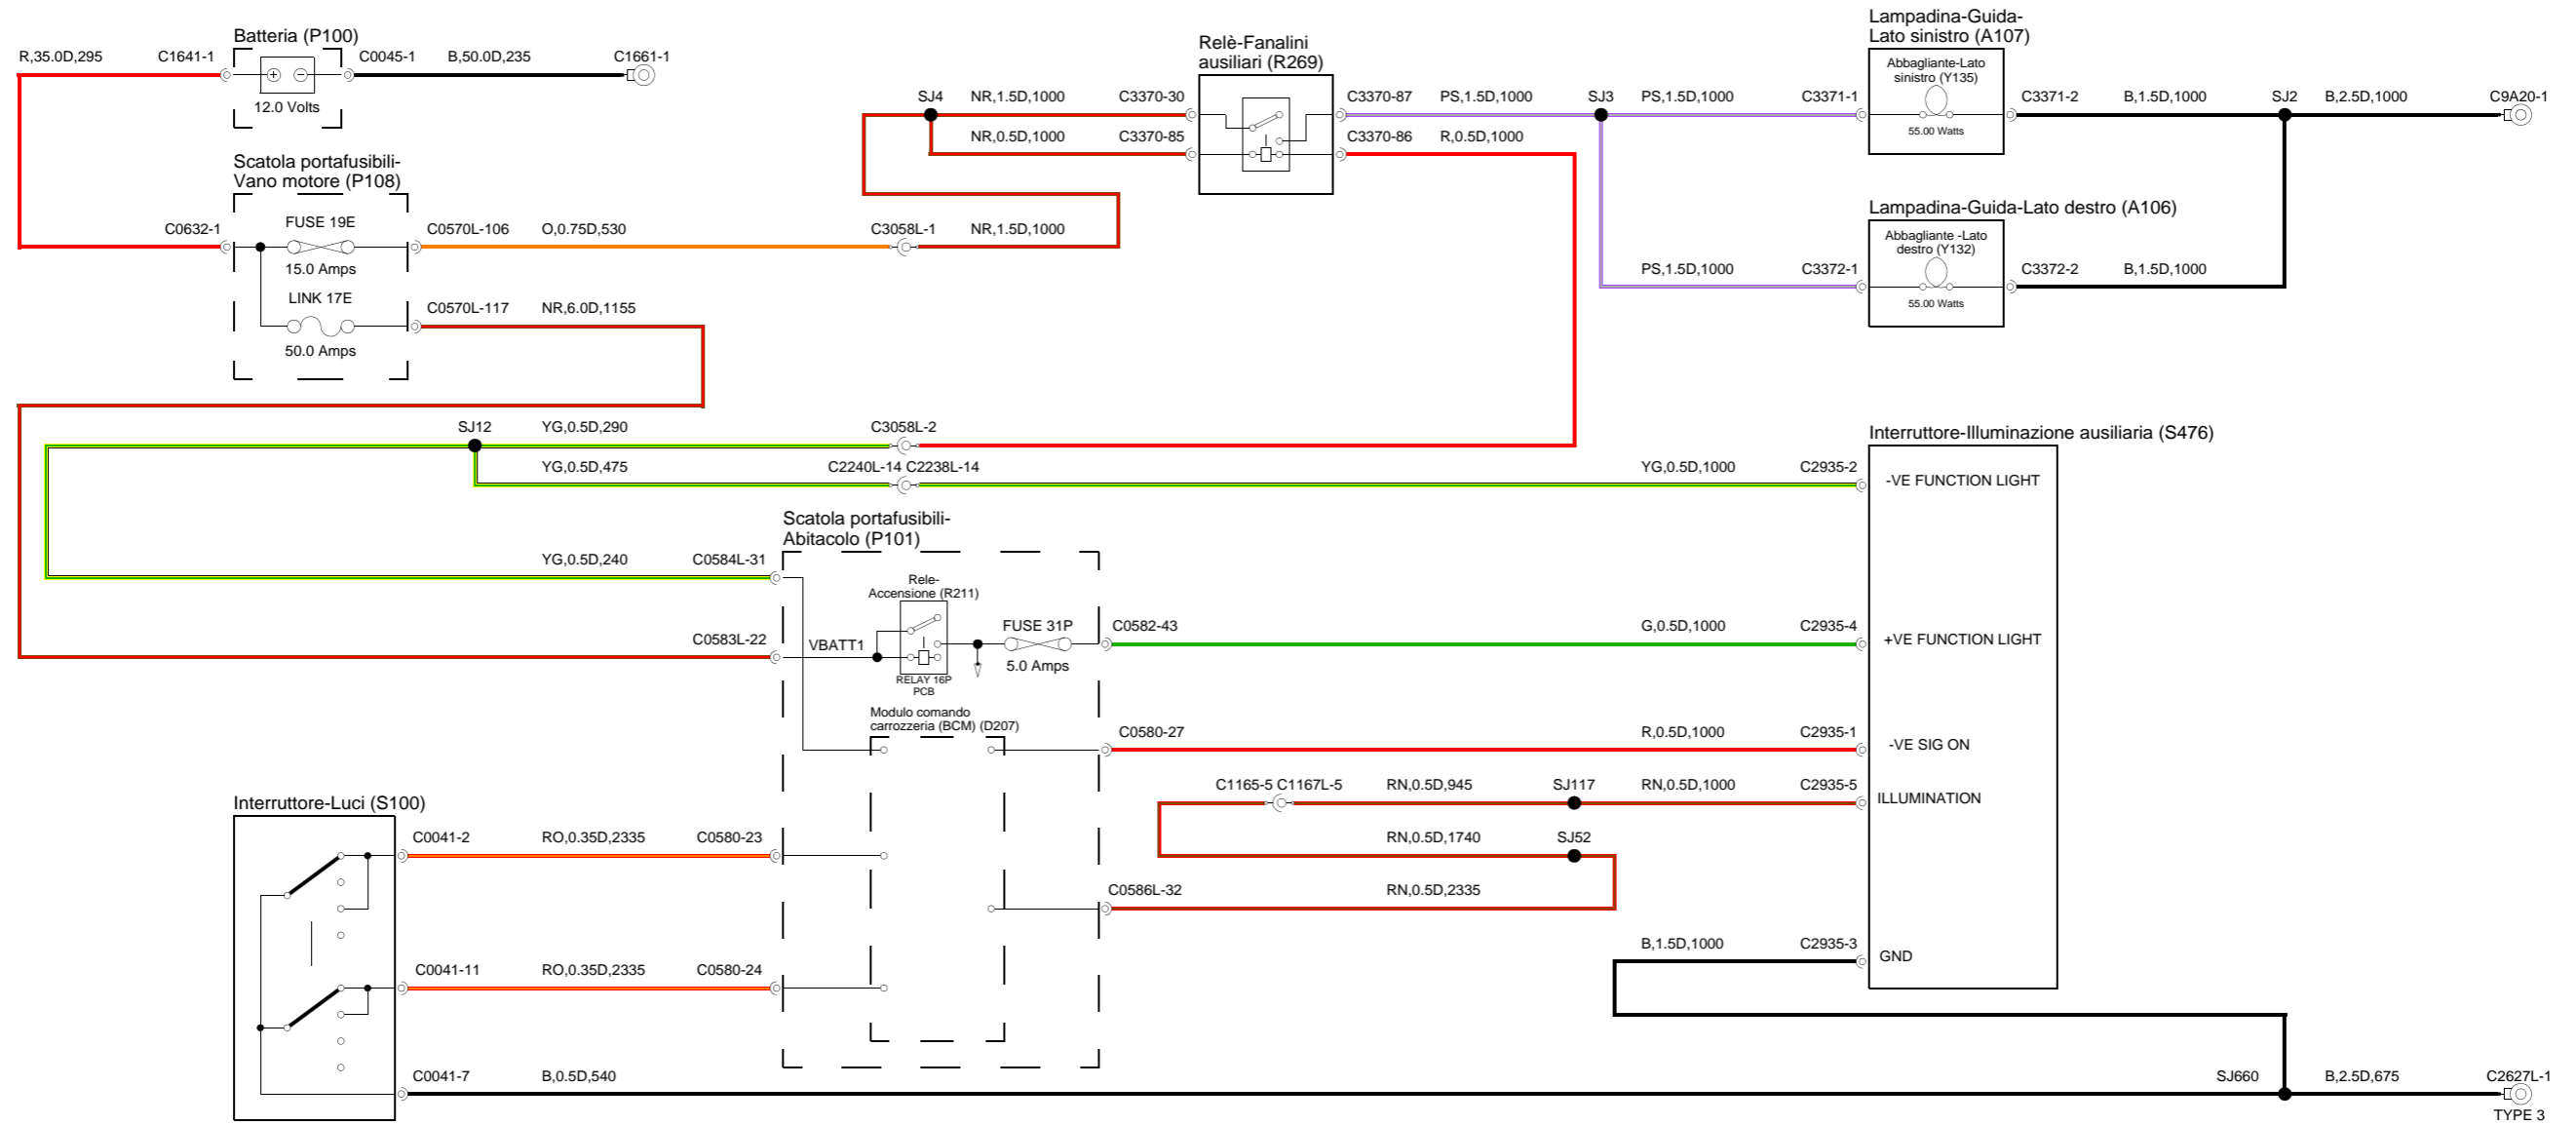 Batteria (P100)
R,35.0D,295
C1641-1
C0045-1
B,50.0D,235
C1661-1
12.0 Volts
Scatola portafusibili-
Vano motore (P108)
C0632-1
FUSE 19E
15.0 Amps
C0570L-106
O,0.75D,530
C3058L-1
NR,1.5D,1000
LINK 17E
50.0 Amps
C0570L-117
NR,6.0D,1155
SJ4
NR,1.5D,1000
C3370-30
NR,0.5D,1000
C3370-85
Relè-Fanalini
ausiliari (R269)
C3370-87
PS,1.5D,1000
SJ3
PS,1.5D,1000
C3371-1
C3370-86
R,0.5D,1000
Lampadina-Guida-
Lato sinistro (A107)
Abbagliante-Lato
sinistro (Y135)
55.00 Watts
C3371-2
B,1.5D,1000
SJ2
B,2.5D,1000
C9A20-1
Lampadina-Guida-Lato destro (A106)
Abbagliante -Lato
destro (Y132)
55.00 Watts
PS,1.5D,1000
C3372-1
C3372-2
B,1.5D,1000
SJ12
YG,0.5D,290
C3058L-2
YG,0.5D,475
C2240L-14 C2238L-14
YG,0.5D,1000
C2935-2
Interruttore-Illuminazione ausiliaria (S476)
-VE FUNCTION LIGHT
Scatola portafusibili-
Abitacolo (P101)
YG,0.5D,240
C0584L-31
Rele-
Accensione (R211)
C0583L-22
VBATT1
RELAY 16P
PCB
FUSE 31P
5.0 Amps
C0582-43
G,0.5D,1000
C2935-4
+VE FUNCTION LIGHT
Modulo comando
carrozzeria (BCM) (D207)
C0580-27
R,0.5D,1000
C2935-1
-VE SIG ON
C1165-5 C1167L-5
RN,0.5D,945
SJ117
RN,0.5D,1000
C2935-5
ILLUMINATION
RN,0.5D,1740
SJ52
C0586L-32
RN,0.5D,2335
Interruttore-Luci (S100)
C0041-2
RO,0.35D,2335
C0580-23
C0041-11
RO,0.35D,2335
C0580-24
B,1.5D,1000
C2935-3
GND
C0041-7
B,0.5D,540
SJ660
B,2.5D,675
C2627L-1
TYPE 3